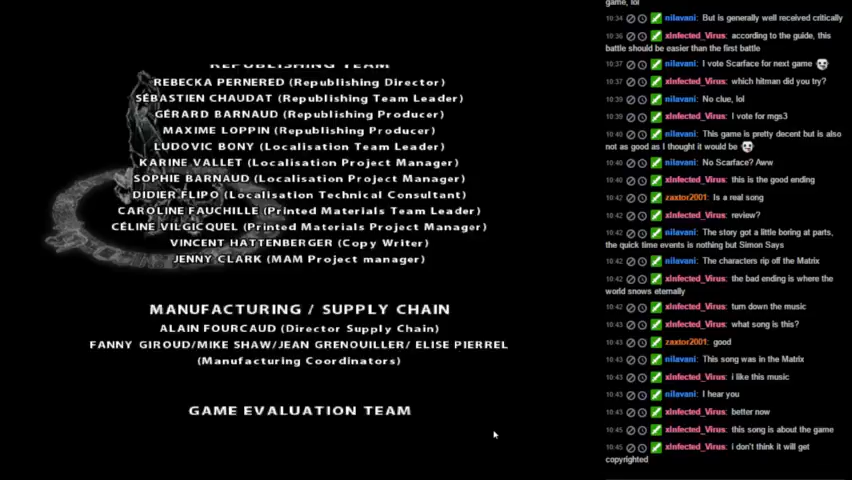 REPUBLISHING TEAM
REBECKA PERNERED (Republishing Director)
SÉBASTIEN CHAUDAT (Republishing Team Leader)
GÉRARD BARNAUD (Republishing Producer)
MAXIME LOPPIN (Republishing Producer)
LUDOVIC BONY (Localisation Team Leader)
KARINE VALLET (Localisation Project Manager)
SOPHIE BARNAUD (Localisation Project Manager)
DIDIER FLIPO (Localisation Technical Consultant)
CAROLINE FAUCHILLE (Printed Materials Team Leader)
CÉLINE VILGICQUEL (Printed Materials Project Manager)
VINCENT HATTENBERGER (Copy Writer)
JENNY CLARK (MAM Project manager)
MANUFACTURING / SUPPLY CHAIN
ALAIN FOURCAUD (Director Supply Chain)
FANNY GIROUD/MIKE SHAW/JEAN GRENOUILLER/ ELISE PIERREL
(Manufacturing Coordinators)
GAME EVALUATION TEAM
game, lol
10:34 nilavani: But is generally well received critically
10:36 xInfected_Virus: according to the guide, this
battle should be easier than the first battle
10:37 nilavani: I vote Scarface for next game
10:37 xInfected_Virus: which hitman did you try?
10:39 nilavani: No clue, lol
10:39 xInfected_Virus: I vote for mgs3
10:40 nilavani: This game is pretty decent but is also
not as good as I thought it would be
10:40 nilavani: No Scarface? Aww
10:40 xInfected_Virus: this is the good ending
10:42 zaxtor2001: Is a real song
10:42 xInfected_Virus: review?
10:42 nilavani: The story got a little boring at parts,
the quick time events is nothing but Simon Says
10:42 nilavani: The characters rip off the Matrix
10:42 xInfected_Virus: the bad ending is where the
world snows eternally
10:42 xInfected_Virus: turn down the music
10:43 xInfected_Virus: what song is this?
10:43 zaxtor2001: good
10:43 nilavani: This song was in the Matrix
10:43 xInfected_Virus: i like this music
10:43 nilavani: I hear you
10:43 xInfected_Virus: better now
10:45 xInfected_Virus: this song is about the game
10:45 xInfected_Virus: i don't think it will get
copyrighted